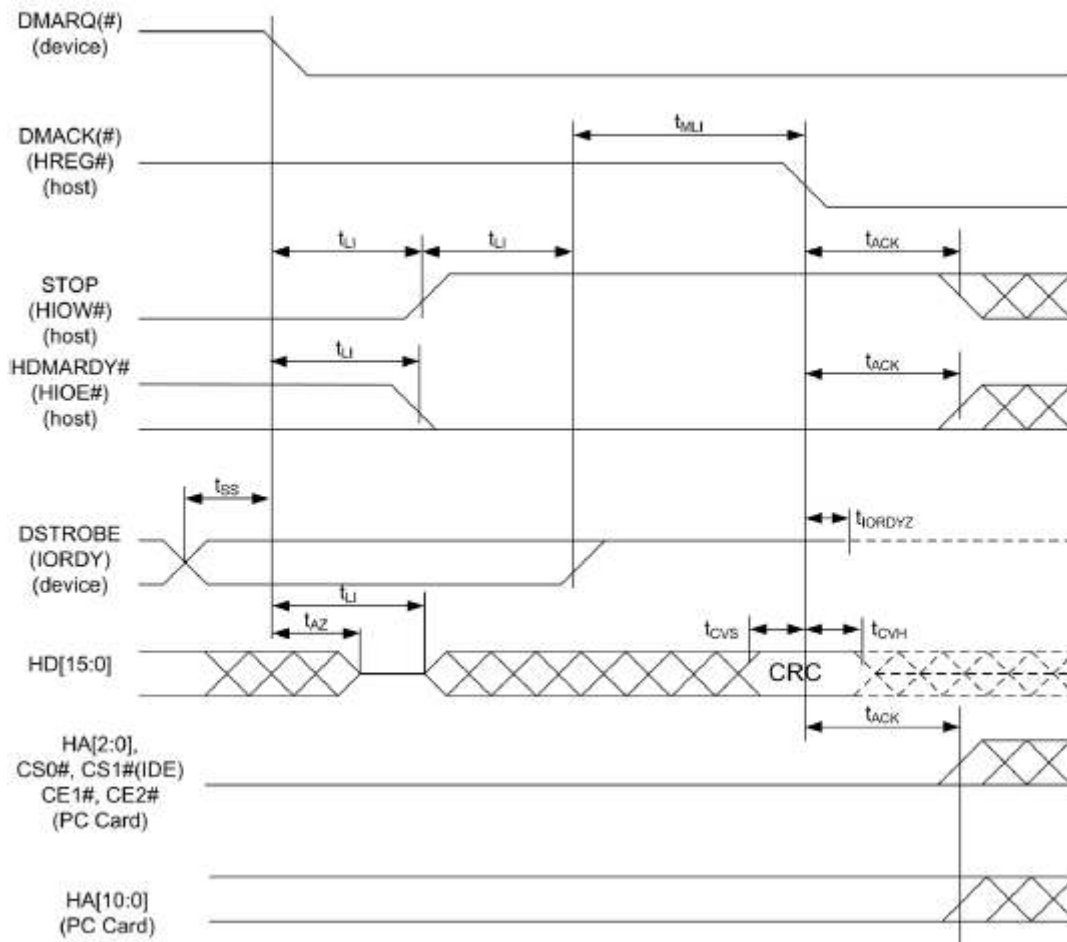 DMARQ(#)
(device)
tMLI
DMACK(#)
(HREG#)
(host)
tLI
tLI
tACK
STOP
(HIOW#)
(host)
tLI
tACK
HDMARDY#
(HIOE#)
(host)
tSS
tIORDYZ
DSTROBE
(IORDY)
(device)
tLI
tAZ
tCVS
tCVH
HD[15:0]
CRC
tACK
HA[2:0],
CS0#, CS1#(IDE)
CE1#, CE2#
(PC Card)
HA[10:0]
(PC Card)